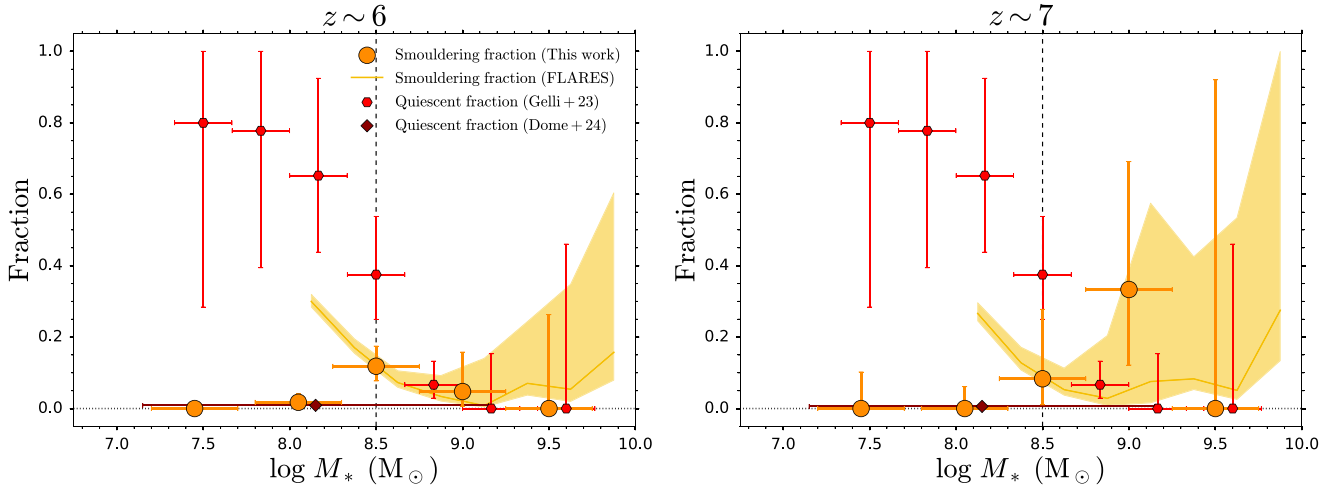 z ∼ 6
1.0
0.8
0.6
0.4
0.2
0.0
Fraction
Smouldering fraction (This work)
Smouldering fraction (FLARES)
Quiescent fraction (Gelli + 23)
Quiescent fraction (Dome + 24)
7.0 7.5 8.0 8.5 9.0 9.5 10.0
log M* (M⊙)
z ∼ 7
1.0
0.8
0.6
0.4
0.2
0.0
Fraction
7.0 7.5 8.0 8.5 9.0 9.5 10.0
log M* (M⊙)